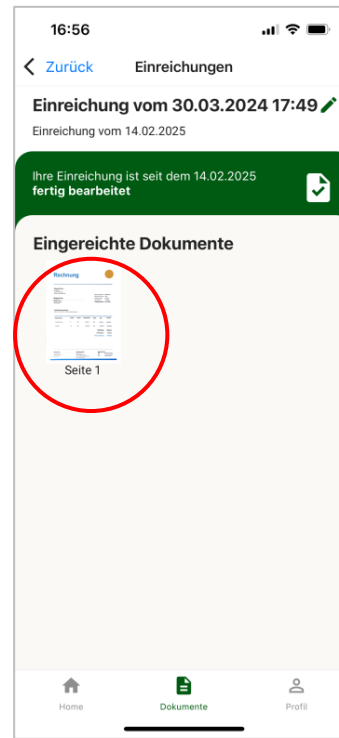 16:56
Zurück
Einreichungen
Einreichung vom 30.03.2024 17:49
Einreichung vom 14.02.2025
Ihre Einreichung ist seit dem 14.02.2025
fertig bearbeitet
Eingereichte Dokumente
Rechnung
Seite 1
Home
Dokumente
Profil